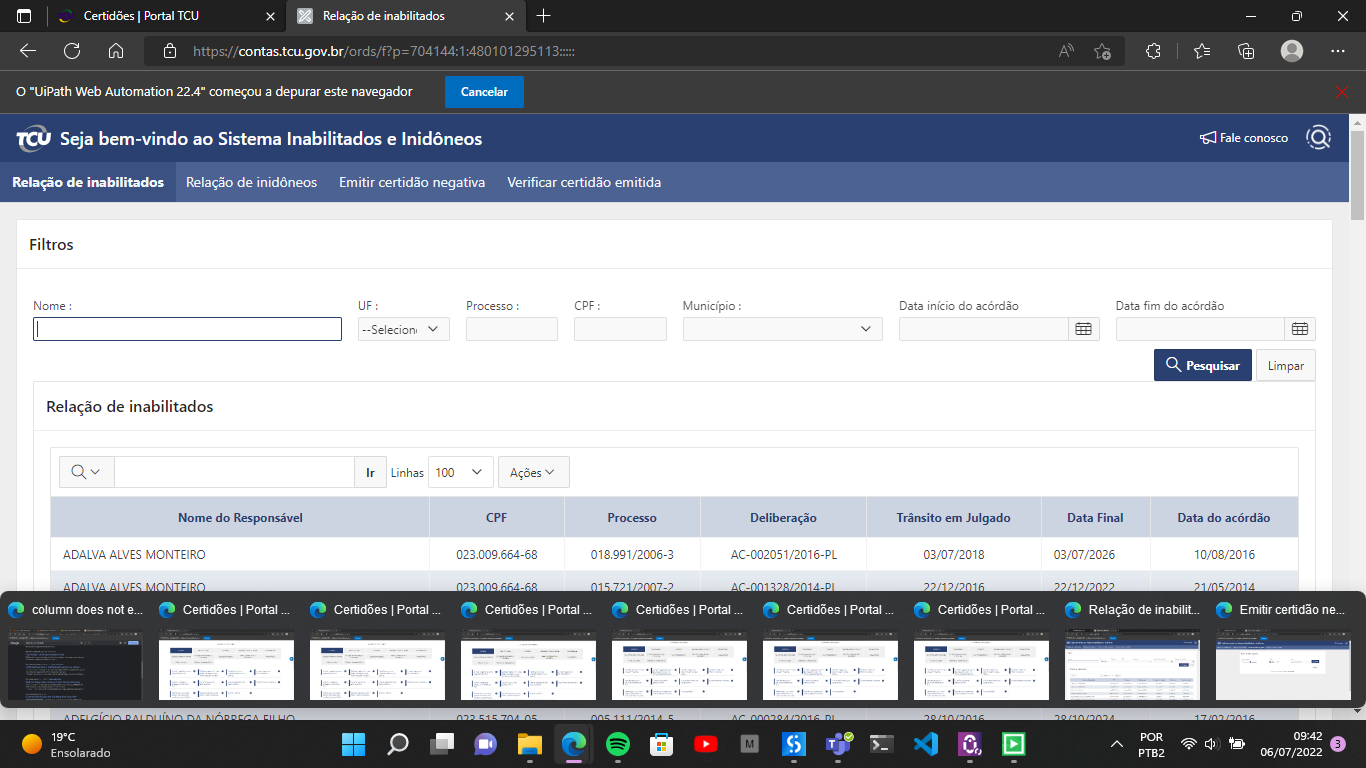 Certidões | Portal TCU
Relação de inabilitados
https://contas.tcu.gov.br/ords/f?p=704144:1:480101295113:::::
O "UiPath Web Automation 22.4" começou a depurar este navegador
Cancelar
TCU Seja bem-vindo ao Sistema Inabilitados e Inidôneos
Fale conosco
Relação de inabilitados Relação de inidôneos Emitir certidão negativa Verificar certidão emitida
Filtros
Nome : UF : Processo : CPF : Município : Data início do acórdão Data fim do acórdão
--Selecion
Pesquisar Limpar
Relação de inabilitados
Ir Linhas 100 Ações
Nome do Responsável CPF Processo Deliberação Trânsito em Julgado Data Final Data do acórdão
ADALVA ALVES MONTEIRO 023.009.664-68 018.991/2006-3 AC-002051/2016-PL 03/07/2018 03/07/2026 10/08/2016
ADALVA ALVES MONTEIRO 023.009.664-68 015.721/2007-2 AC-001328/2014-PL 22/12/2016 22/12/2022 21/05/2014
column does not e... Certidões | Portal ... Certidões | Portal ... Certidões | Portal ... Certidões | Portal ... Certidões | Portal ... Certidões | Portal ... Relação de inabilit... Emitir certidão ne...
ADELGÍCIO BALDUÍNO DA NÓBREGA FILHO 023.515.704-05 005.111/2014-5 AC-000284/2016-PL 28/10/2016 28/10/2024 17/02/2016
19°C
Ensolarado
POR
PTB2
09:42
06/07/2022
3